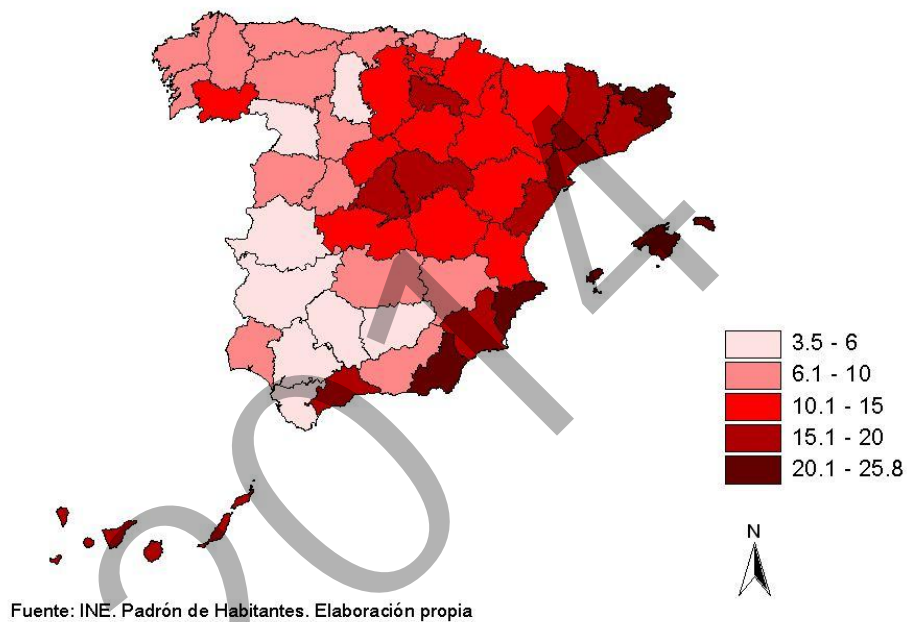 2014
3.5 - 6
6.1 - 10
10.1 - 15
15.1 - 20
20.1 - 25.8
N
Fuente: INE. Padrón de Habitantes. Elaboración propia